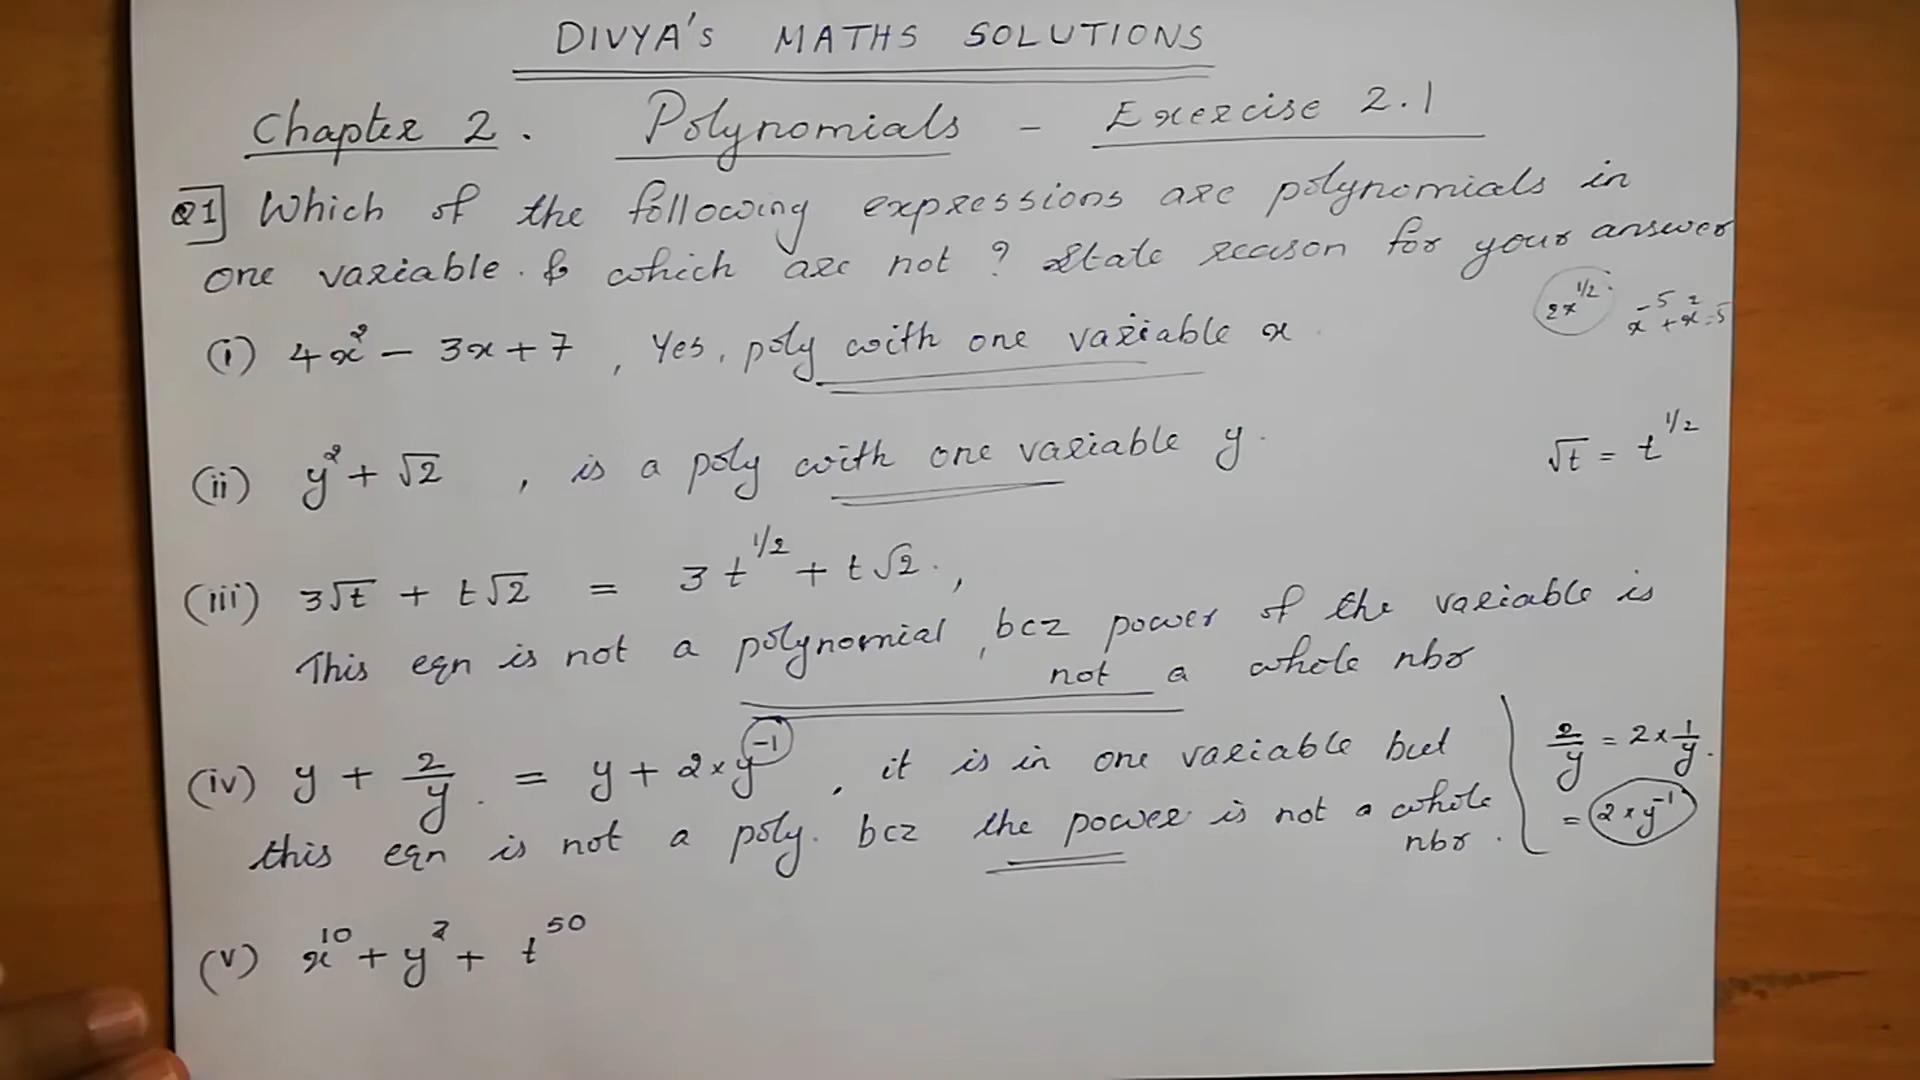 DIVYA's MATHS SOLUTIONS
Chapter 2. Polynomials - Exercise 2.1
Q1] Which of the following expressions are polynomials in
one variable. & which are not? State reason for your answer
(i) 4x² - 3x + 7, Yes, poly with one variable x
2x^1/2
x^-5 + x^2 = 5
(ii) y² + √2, is a poly with one variable y.
√t = t^1/2
(iii) 3√t + t√2 = 3t^1/2 + t√2.,
This eqn is not a polynomial, bcz power of the variable is
not a whole nbr
(iv) y + 2/y. = y + 2×y^-1, it is in one variable but
this eqn is not a poly. bcz the power is not a whole
nbr.
2/y = 2×1/y.
= 2×y^-1
(v) x^10 + y^3 + t^50